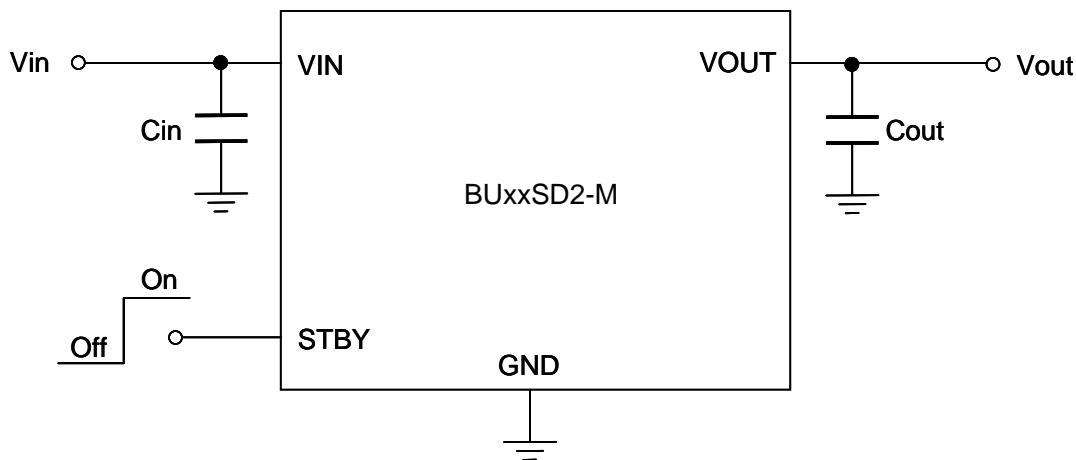 Vin
VIN
VOUT
Vout
Cin
Cout
BUxxSD2-M
On
Off
STBY
GND